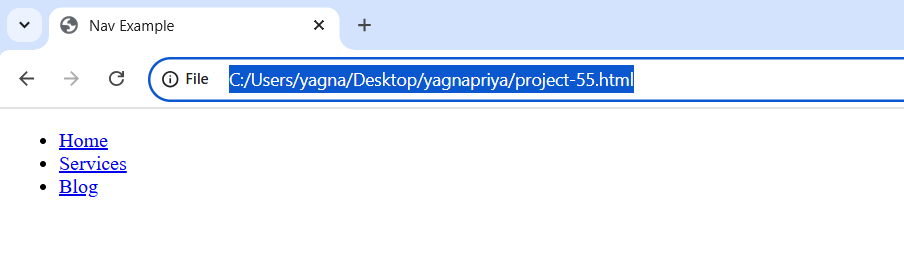 Nav Example
File C:/Users/yagna/Desktop/yagnapriya/project-55.html
Home
Services
Blog